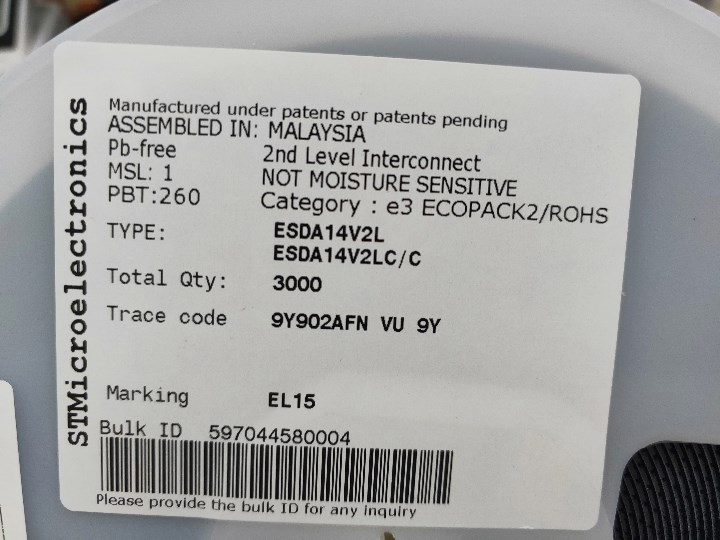 STMicroelectronics
Manufactured under patents or patents pending
ASSEMBLED IN: MALAYSIA
Pb-free 2nd Level Interconnect
MSL: 1 NOT MOISTURE SENSITIVE
PBT:260 Category : e3 ECOPACK2/ROHS
TYPE: ESDA14V2L
ESDA14V2LC/C
Total Qty: 3000
Trace code 9Y902AFN VU 9Y
Marking EL15
Bulk ID 597044580004
Please provide the bulk ID for any inquiry